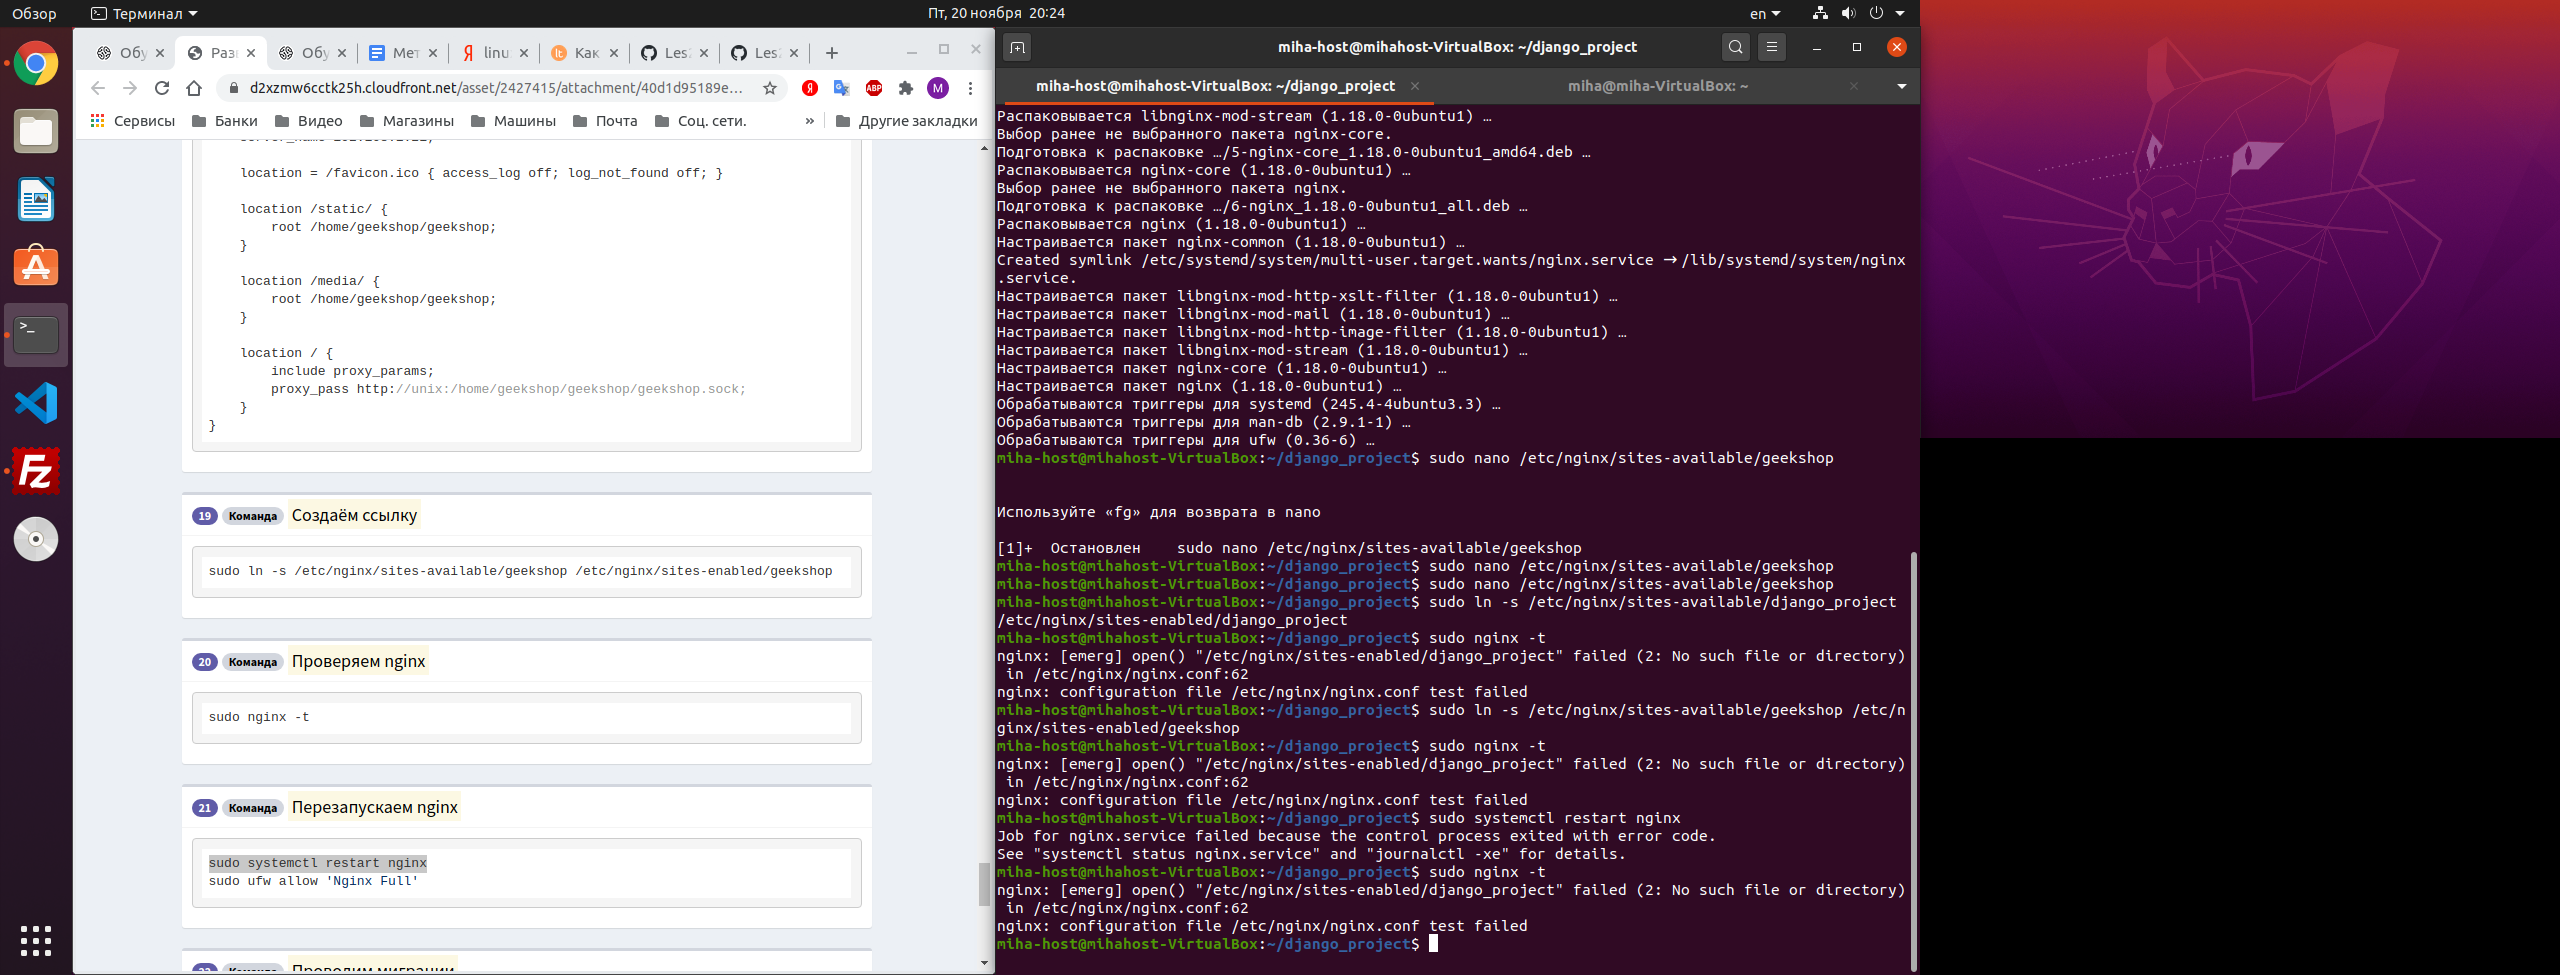 Обзор
Терминал
Пт, 20 ноября 20:24
en
Обу
Разв
Обу
Мет
linu
Как
Les
Les
d2xzmw6cctk25h.cloudfront.net/asset/2427415/attachment/40d1d95189e…
Сервисы
Банки
Видео
Магазины
Машины
Почта
Соц. сети.
»
Другие закладки
location = /favicon.ico { access_log off; log_not_found off; }
location /static/ {
root /home/geekshop/geekshop;
}
location /media/ {
root /home/geekshop/geekshop;
}
location / {
include proxy_params;
proxy_pass http://unix:/home/geekshop/geekshop/geekshop.sock;
}
}
19 Команда Создаём ссылку
sudo ln -s /etc/nginx/sites-available/geekshop /etc/nginx/sites-enabled/geekshop
20 Команда Проверяем nginx
sudo nginx -t
21 Команда Перезапускаем nginx
sudo systemctl restart nginx
sudo ufw allow 'Nginx Full'
22 Команда Проводим миграции
miha-host@mihahost-VirtualBox: ~/django_project
miha-host@mihahost-VirtualBox: ~/django_project
miha@miha-VirtualBox: ~
Распаковывается libnginx-mod-stream (1.18.0-0ubuntu1) …
Выбор ранее не выбранного пакета nginx-core.
Подготовка к распаковке …/5-nginx-core_1.18.0-0ubuntu1_amd64.deb …
Распаковывается nginx-core (1.18.0-0ubuntu1) …
Выбор ранее не выбранного пакета nginx.
Подготовка к распаковке …/6-nginx_1.18.0-0ubuntu1_all.deb …
Распаковывается nginx (1.18.0-0ubuntu1) …
Настраивается пакет nginx-common (1.18.0-0ubuntu1) …
Created symlink /etc/systemd/system/multi-user.target.wants/nginx.service → /lib/systemd/system/nginx
.service.
Настраивается пакет libnginx-mod-http-xslt-filter (1.18.0-0ubuntu1) …
Настраивается пакет libnginx-mod-mail (1.18.0-0ubuntu1) …
Настраивается пакет libnginx-mod-http-image-filter (1.18.0-0ubuntu1) …
Настраивается пакет libnginx-mod-stream (1.18.0-0ubuntu1) …
Настраивается пакет nginx-core (1.18.0-0ubuntu1) …
Настраивается пакет nginx (1.18.0-0ubuntu1) …
Обрабатываются триггеры для systemd (245.4-4ubuntu3.3) …
Обрабатываются триггеры для man-db (2.9.1-1) …
Обрабатываются триггеры для ufw (0.36-6) …
miha-host@mihahost-VirtualBox:~/django_project$ sudo nano /etc/nginx/sites-available/geekshop
Используйте «fg» для возврата в nano
[1]+  Остановлен    sudo nano /etc/nginx/sites-available/geekshop
miha-host@mihahost-VirtualBox:~/django_project$ sudo nano /etc/nginx/sites-available/geekshop
miha-host@mihahost-VirtualBox:~/django_project$ sudo nano /etc/nginx/sites-available/geekshop
miha-host@mihahost-VirtualBox:~/django_project$ sudo ln -s /etc/nginx/sites-available/django_project
/etc/nginx/sites-enabled/django_project
miha-host@mihahost-VirtualBox:~/django_project$ sudo nginx -t
nginx: [emerg] open() "/etc/nginx/sites-enabled/django_project" failed (2: No such file or directory)
in /etc/nginx/nginx.conf:62
nginx: configuration file /etc/nginx/nginx.conf test failed
miha-host@mihahost-VirtualBox:~/django_project$ sudo ln -s /etc/nginx/sites-available/geekshop /etc/n
ginx/sites-enabled/geekshop
miha-host@mihahost-VirtualBox:~/django_project$ sudo nginx -t
nginx: [emerg] open() "/etc/nginx/sites-enabled/django_project" failed (2: No such file or directory)
in /etc/nginx/nginx.conf:62
nginx: configuration file /etc/nginx/nginx.conf test failed
miha-host@mihahost-VirtualBox:~/django_project$ sudo systemctl restart nginx
Job for nginx.service failed because the control process exited with error code.
See "systemctl status nginx.service" and "journalctl -xe" for details.
miha-host@mihahost-VirtualBox:~/django_project$ sudo nginx -t
nginx: [emerg] open() "/etc/nginx/sites-enabled/django_project" failed (2: No such file or directory)
in /etc/nginx/nginx.conf:62
nginx: configuration file /etc/nginx/nginx.conf test failed
miha-host@mihahost-VirtualBox:~/django_project$